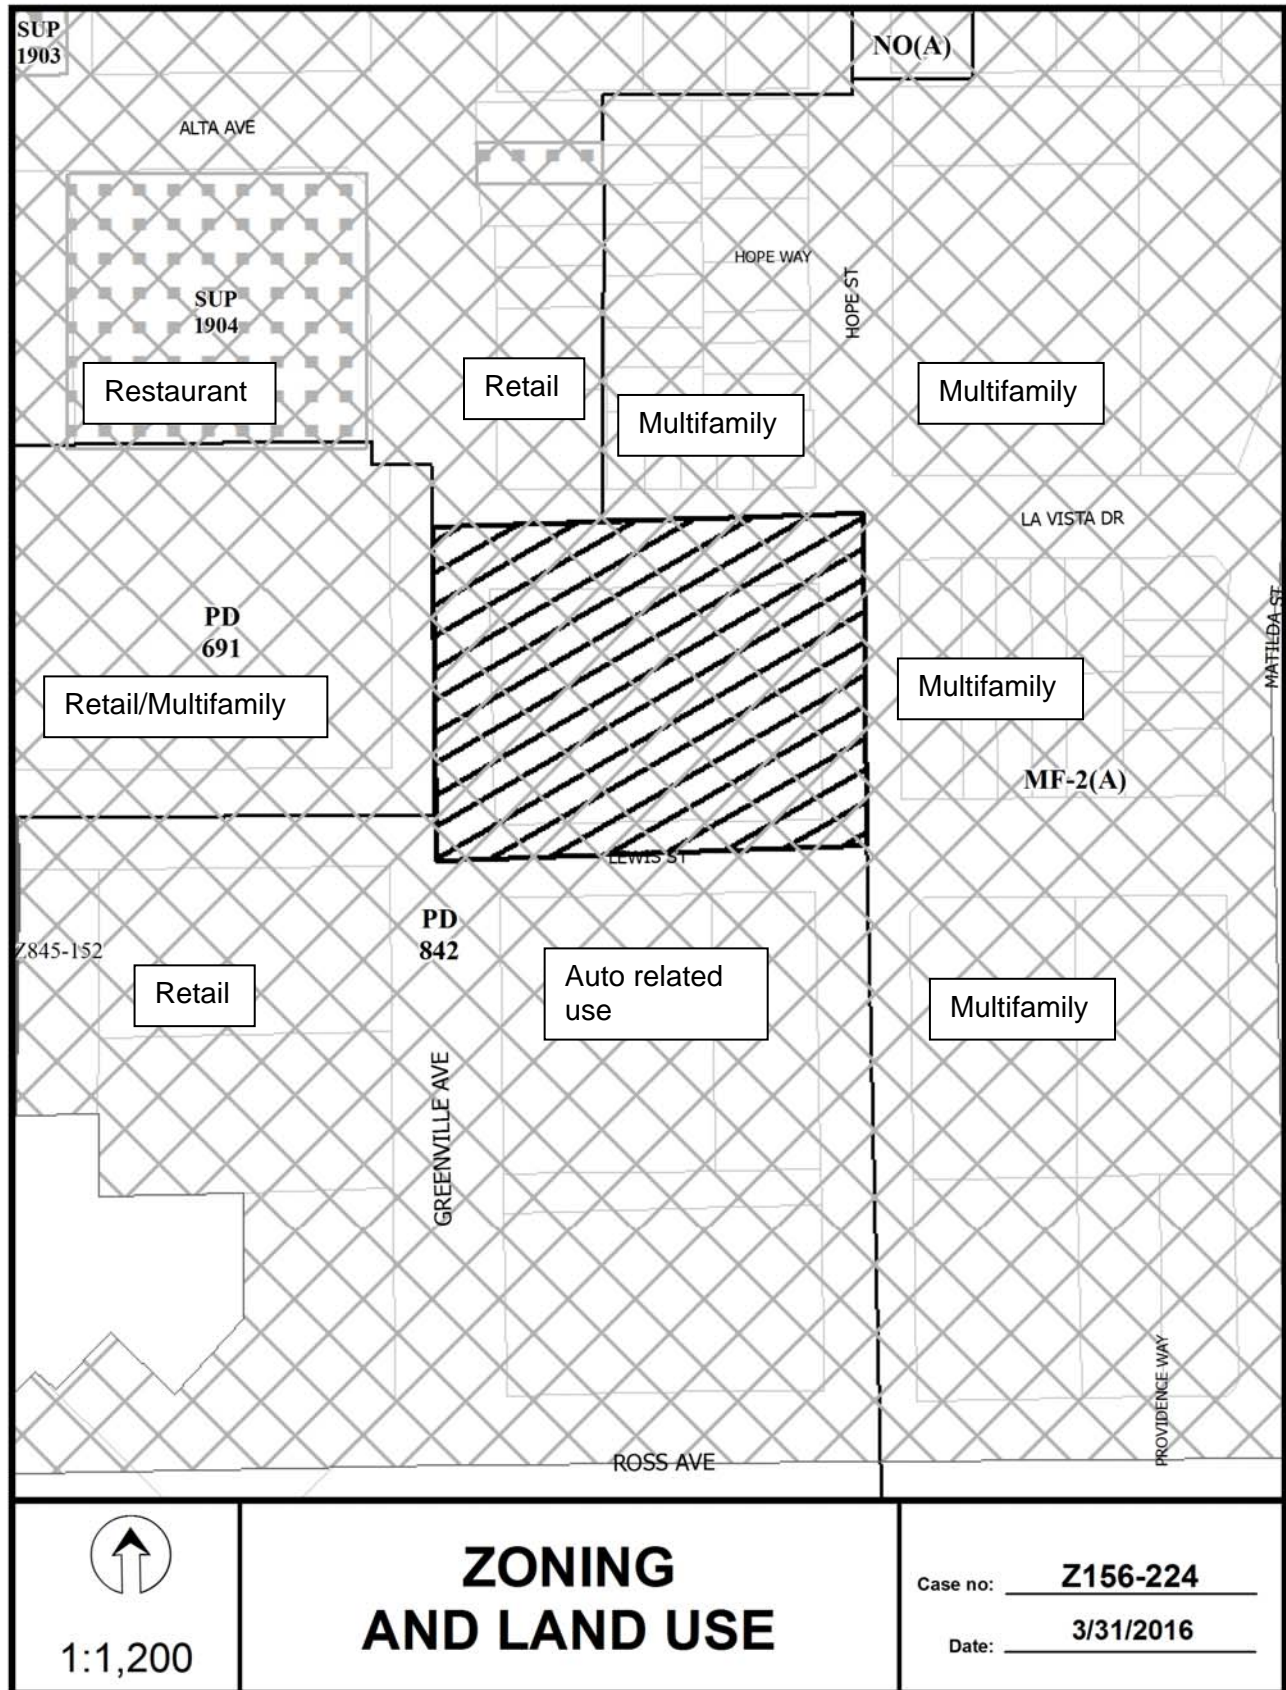 SUP
1903
NO(A)
ALTA AVE
HOPE WAY
HOPE ST
SUP
1904
Restaurant
Retail
Multifamily
Multifamily
LA VISTA DR
MATILDA ST
PD
691
Retail/Multifamily
Multifamily
MF-2(A)
LEWIS ST
PD
842
Z845-152
Retail
Auto related
use
Multifamily
GREENVILLE AVE
PROVIDENCE WAY
ROSS AVE
1:1,200
ZONING
AND LAND USE
Case no: Z156-224
Date: 3/31/2016